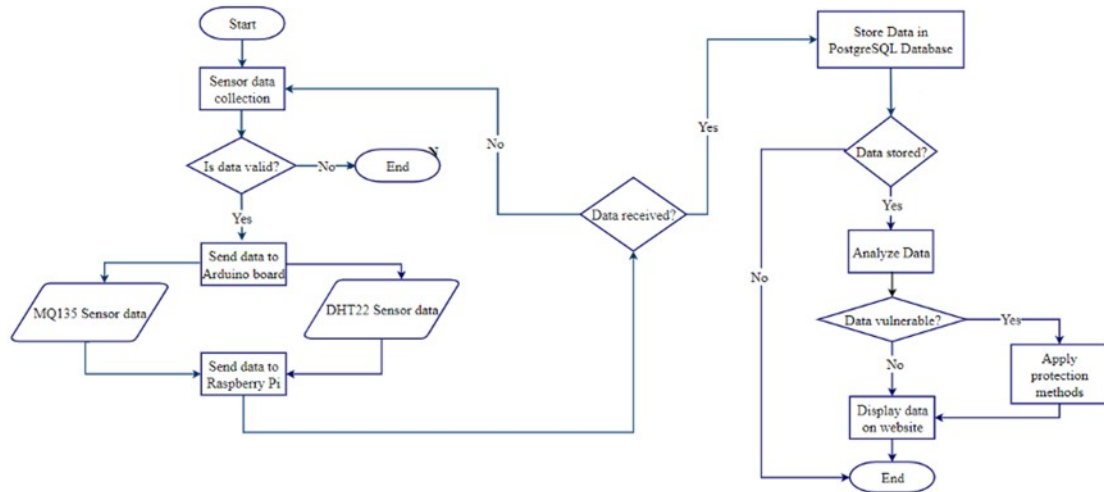 Start
Sensor data
collection
Is data valid?
No
End
N
Yes
Send data to
Arduino board
MQ135 Sensor data
DHT22 Sensor data
Send data to
Raspberry Pi
No
Data received?
Yes
Store Data in
PostgreSQL Database
Data stored?
Yes
No
Analyze Data
Data vulnerable?
Yes
No
Apply
protection
methods
Display data
on website
End